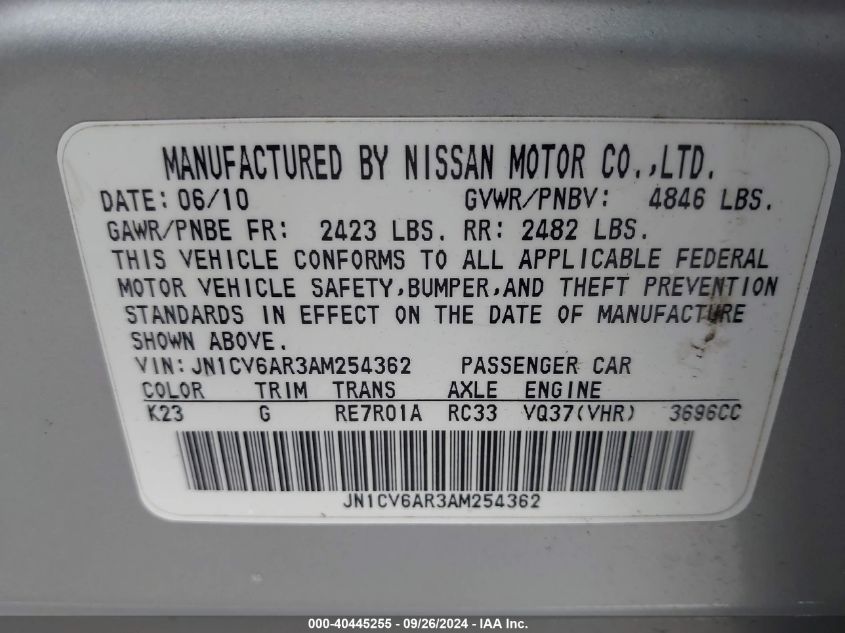 MANUFACTURED BY NISSAN MOTOR CO.,LTD.
DATE: 06/10 GVWR/PNBV: 4846 LBS.
GAWR/PNBE FR: 2423 LBS. RR: 2482 LBS.
THIS VEHICLE CONFORMS TO ALL APPLICABLE FEDERAL
MOTOR VEHICLE SAFETY,BUMPER,AND THEFT PREVENTION
STANDARDS IN EFFECT ON THE DATE OF MANUFACTURE
SHOWN ABOVE.
VIN: JN1CV6AR3AM254362 PASSENGER CAR
COLOR TRIM TRANS AXLE ENGINE
K23 G RE7R01A RC33 VQ37(VHR) 3696CC
JN1CV6AR3AM254362
000-40445255 - 09/26/2024 - IAA Inc.